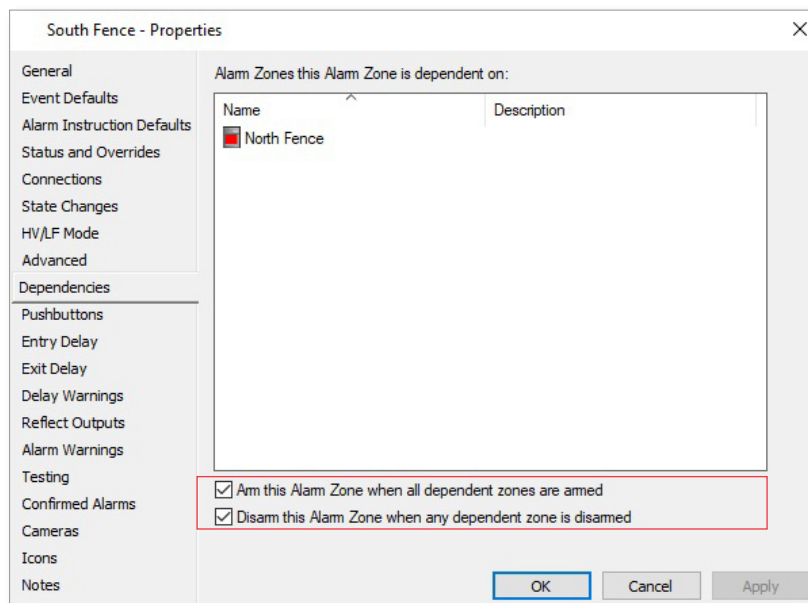 South Fence - Properties
General
Event Defaults
Alarm Instruction Defaults
Status and Overrides
Connections
State Changes
HV/LF Mode
Advanced
Dependencies
Pushbuttons
Entry Delay
Exit Delay
Delay Warnings
Reflect Outputs
Alarm Warnings
Testing
Confirmed Alarms
Cameras
Icons
Notes
Alarm Zones this Alarm Zone is dependent on:
Name Description
North Fence
Arm this Alarm Zone when all dependent zones are armed
Disarm this Alarm Zone when any dependent zone is disarmed
OK Cancel Apply